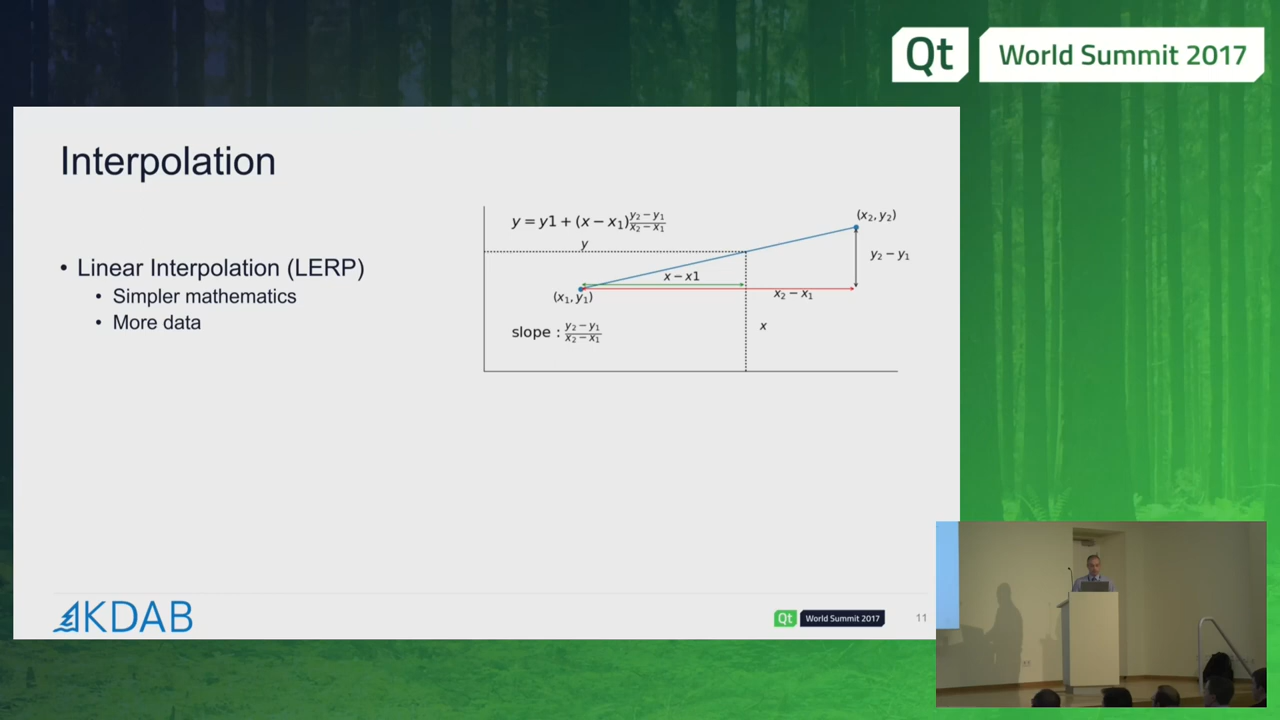 Qt World Summit 2017
Interpolation
• Linear Interpolation (LERP)
• Simpler mathematics
• More data
y = y1 + (x − x₁) y₂ − y₁ / x₂ − x₁
y
(x₂, y₂)
y₂ − y₁
x − x1
(x₁, y₁)
x₂ − x₁
slope : y₂ − y₁ / x₂ − x₁
x
KDAB
Qt World Summit 2017
11